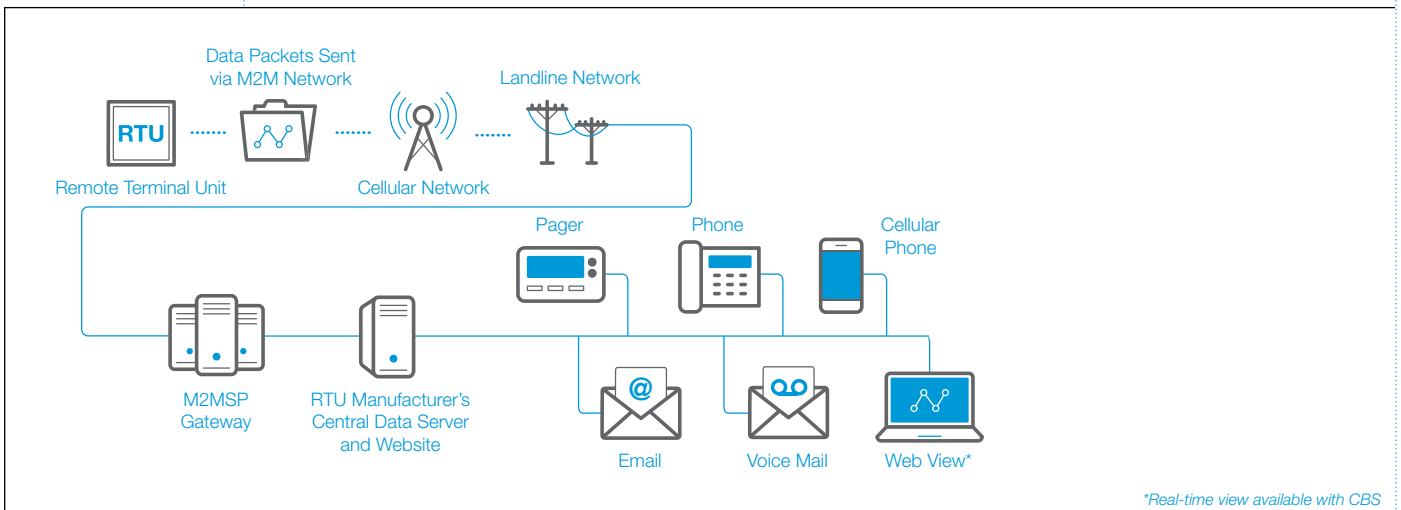 Data Packets Sent
via M2M Network
Landline Network
RTU
Remote Terminal Unit
Cellular Network
Pager
Phone
Cellular
Phone
M2MSP
Gateway
RTU Manufacturer’s
Central Data Server
and Website
@
Email
Voice Mail
Web View*
*Real-time view available with CBS